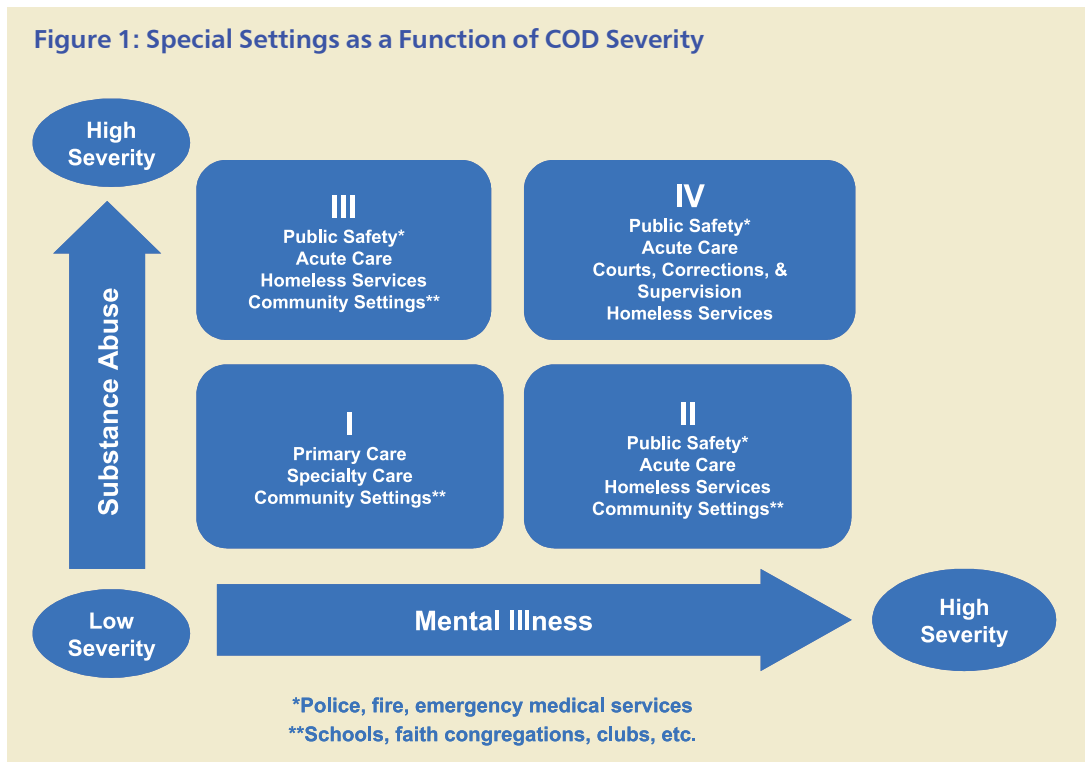 Figure 1: Special Settings as a Function of COD Severity
High
Severity
III
Public Safety*
Acute Care
Homeless Services
Community Settings**
IV
Public Safety*
Acute Care
Courts, Corrections, &
Supervision
Homeless Services
Substance Abuse
I
Primary Care
Specialty Care
Community Settings**
II
Public Safety*
Acute Care
Homeless Services
Community Settings**
Low
Severity
Mental Illness
High
Severity
*Police, fire, emergency medical services
**Schools, faith congregations, clubs, etc.